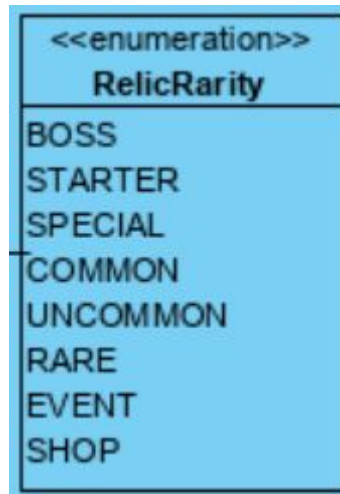 <<enumeration>>
RelicRarity
BOSS
STARTER
SPECIAL
COMMON
UNCOMMON
RARE
EVENT
SHOP